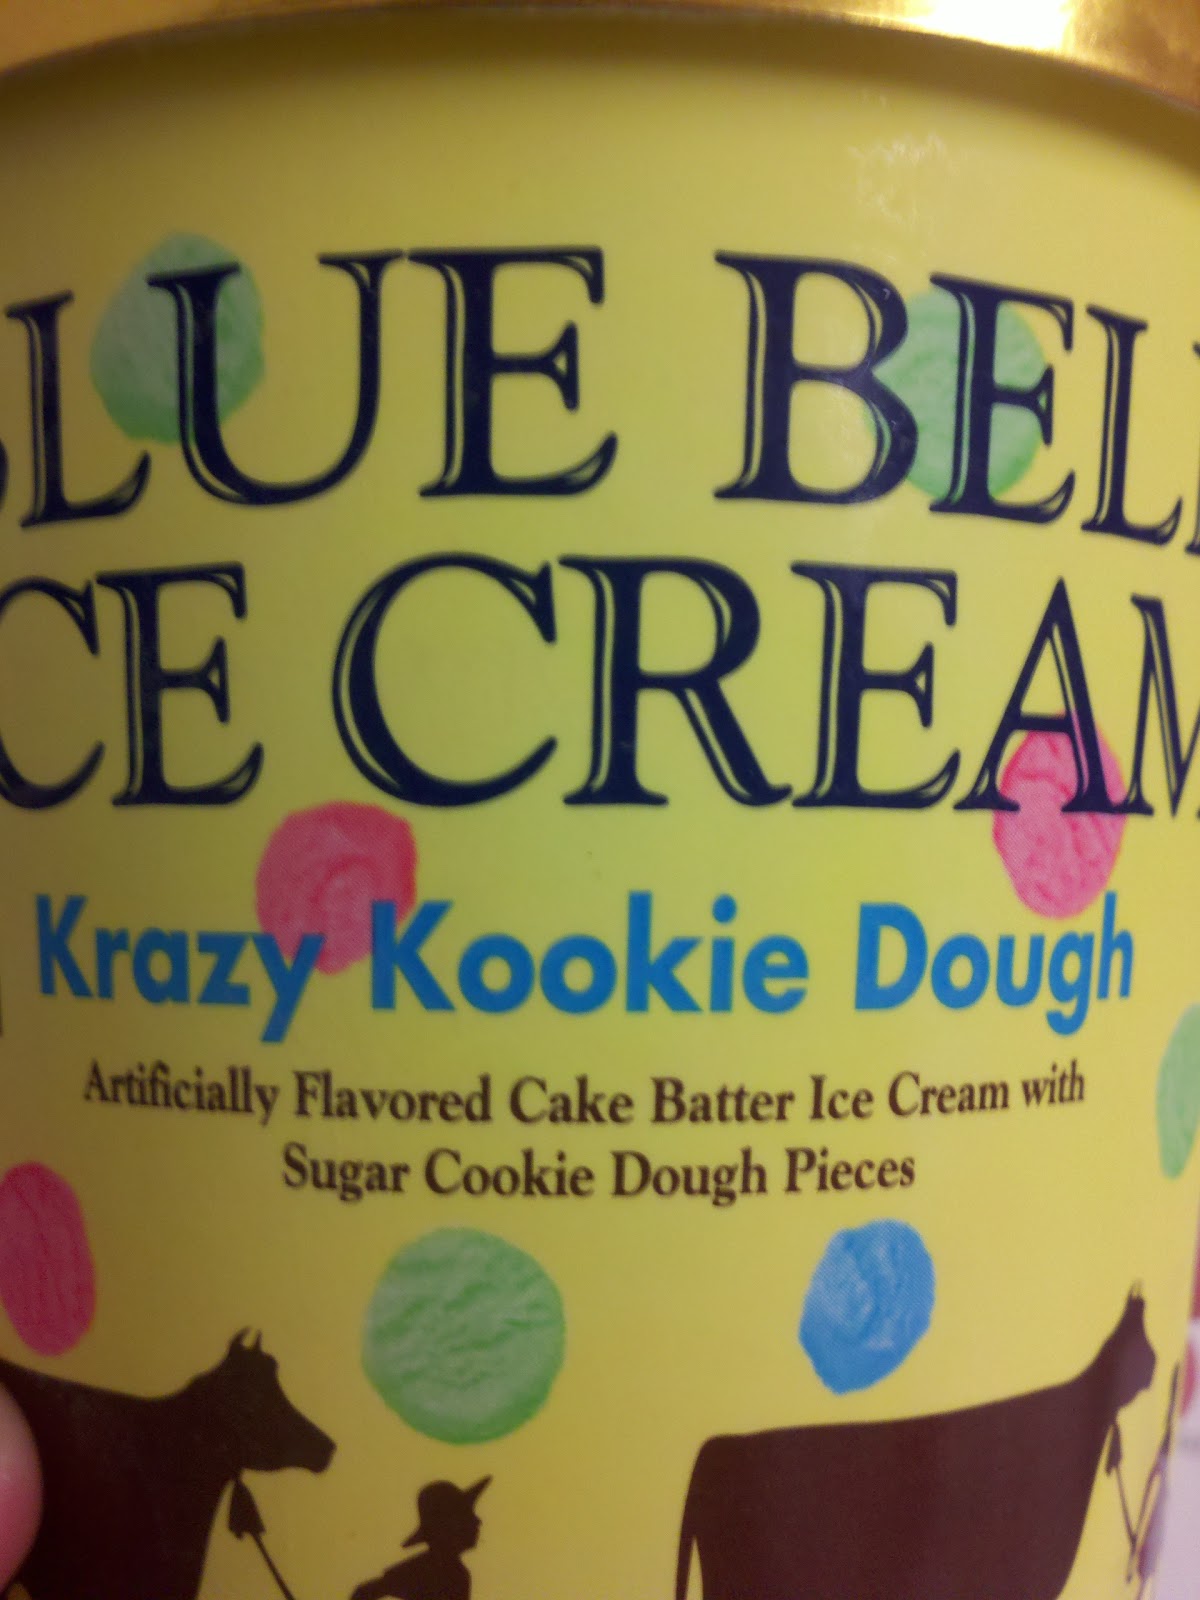 BLUE BELL
ICE CREAM
Krazy Kookie Dough
Artificially Flavored Cake Batter Ice Cream with
Sugar Cookie Dough Pieces